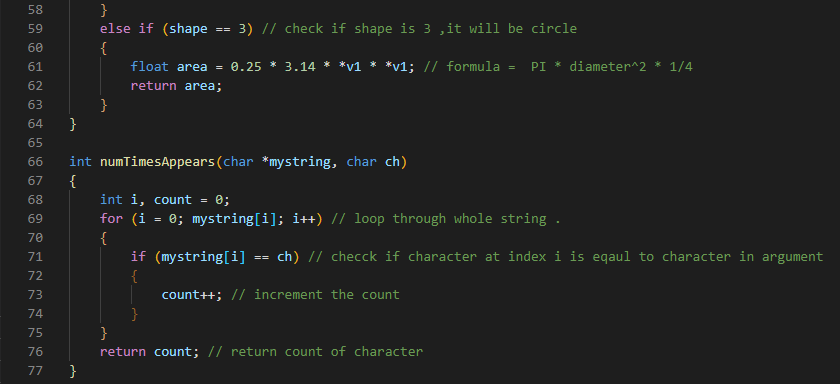 58 }
59 else if (shape == 3) // check if shape is 3 ,it will be circle
60 {
61 float area = 0.25 * 3.14 * *v1 * *v1; // formula =  PI * diameter^2 * 1/4
62 return area;
63 }
64 }
65
66 int numTimesAppears(char *mystring, char ch)
67 {
68 int i, count = 0;
69 for (i = 0; mystring[i]; i++) // loop through whole string .
70 {
71 if (mystring[i] == ch) // checck if character at index i is eqaul to character in argument
72 {
73 count++; // increment the count
74 }
75 }
76 return count; // return count of character
77 }